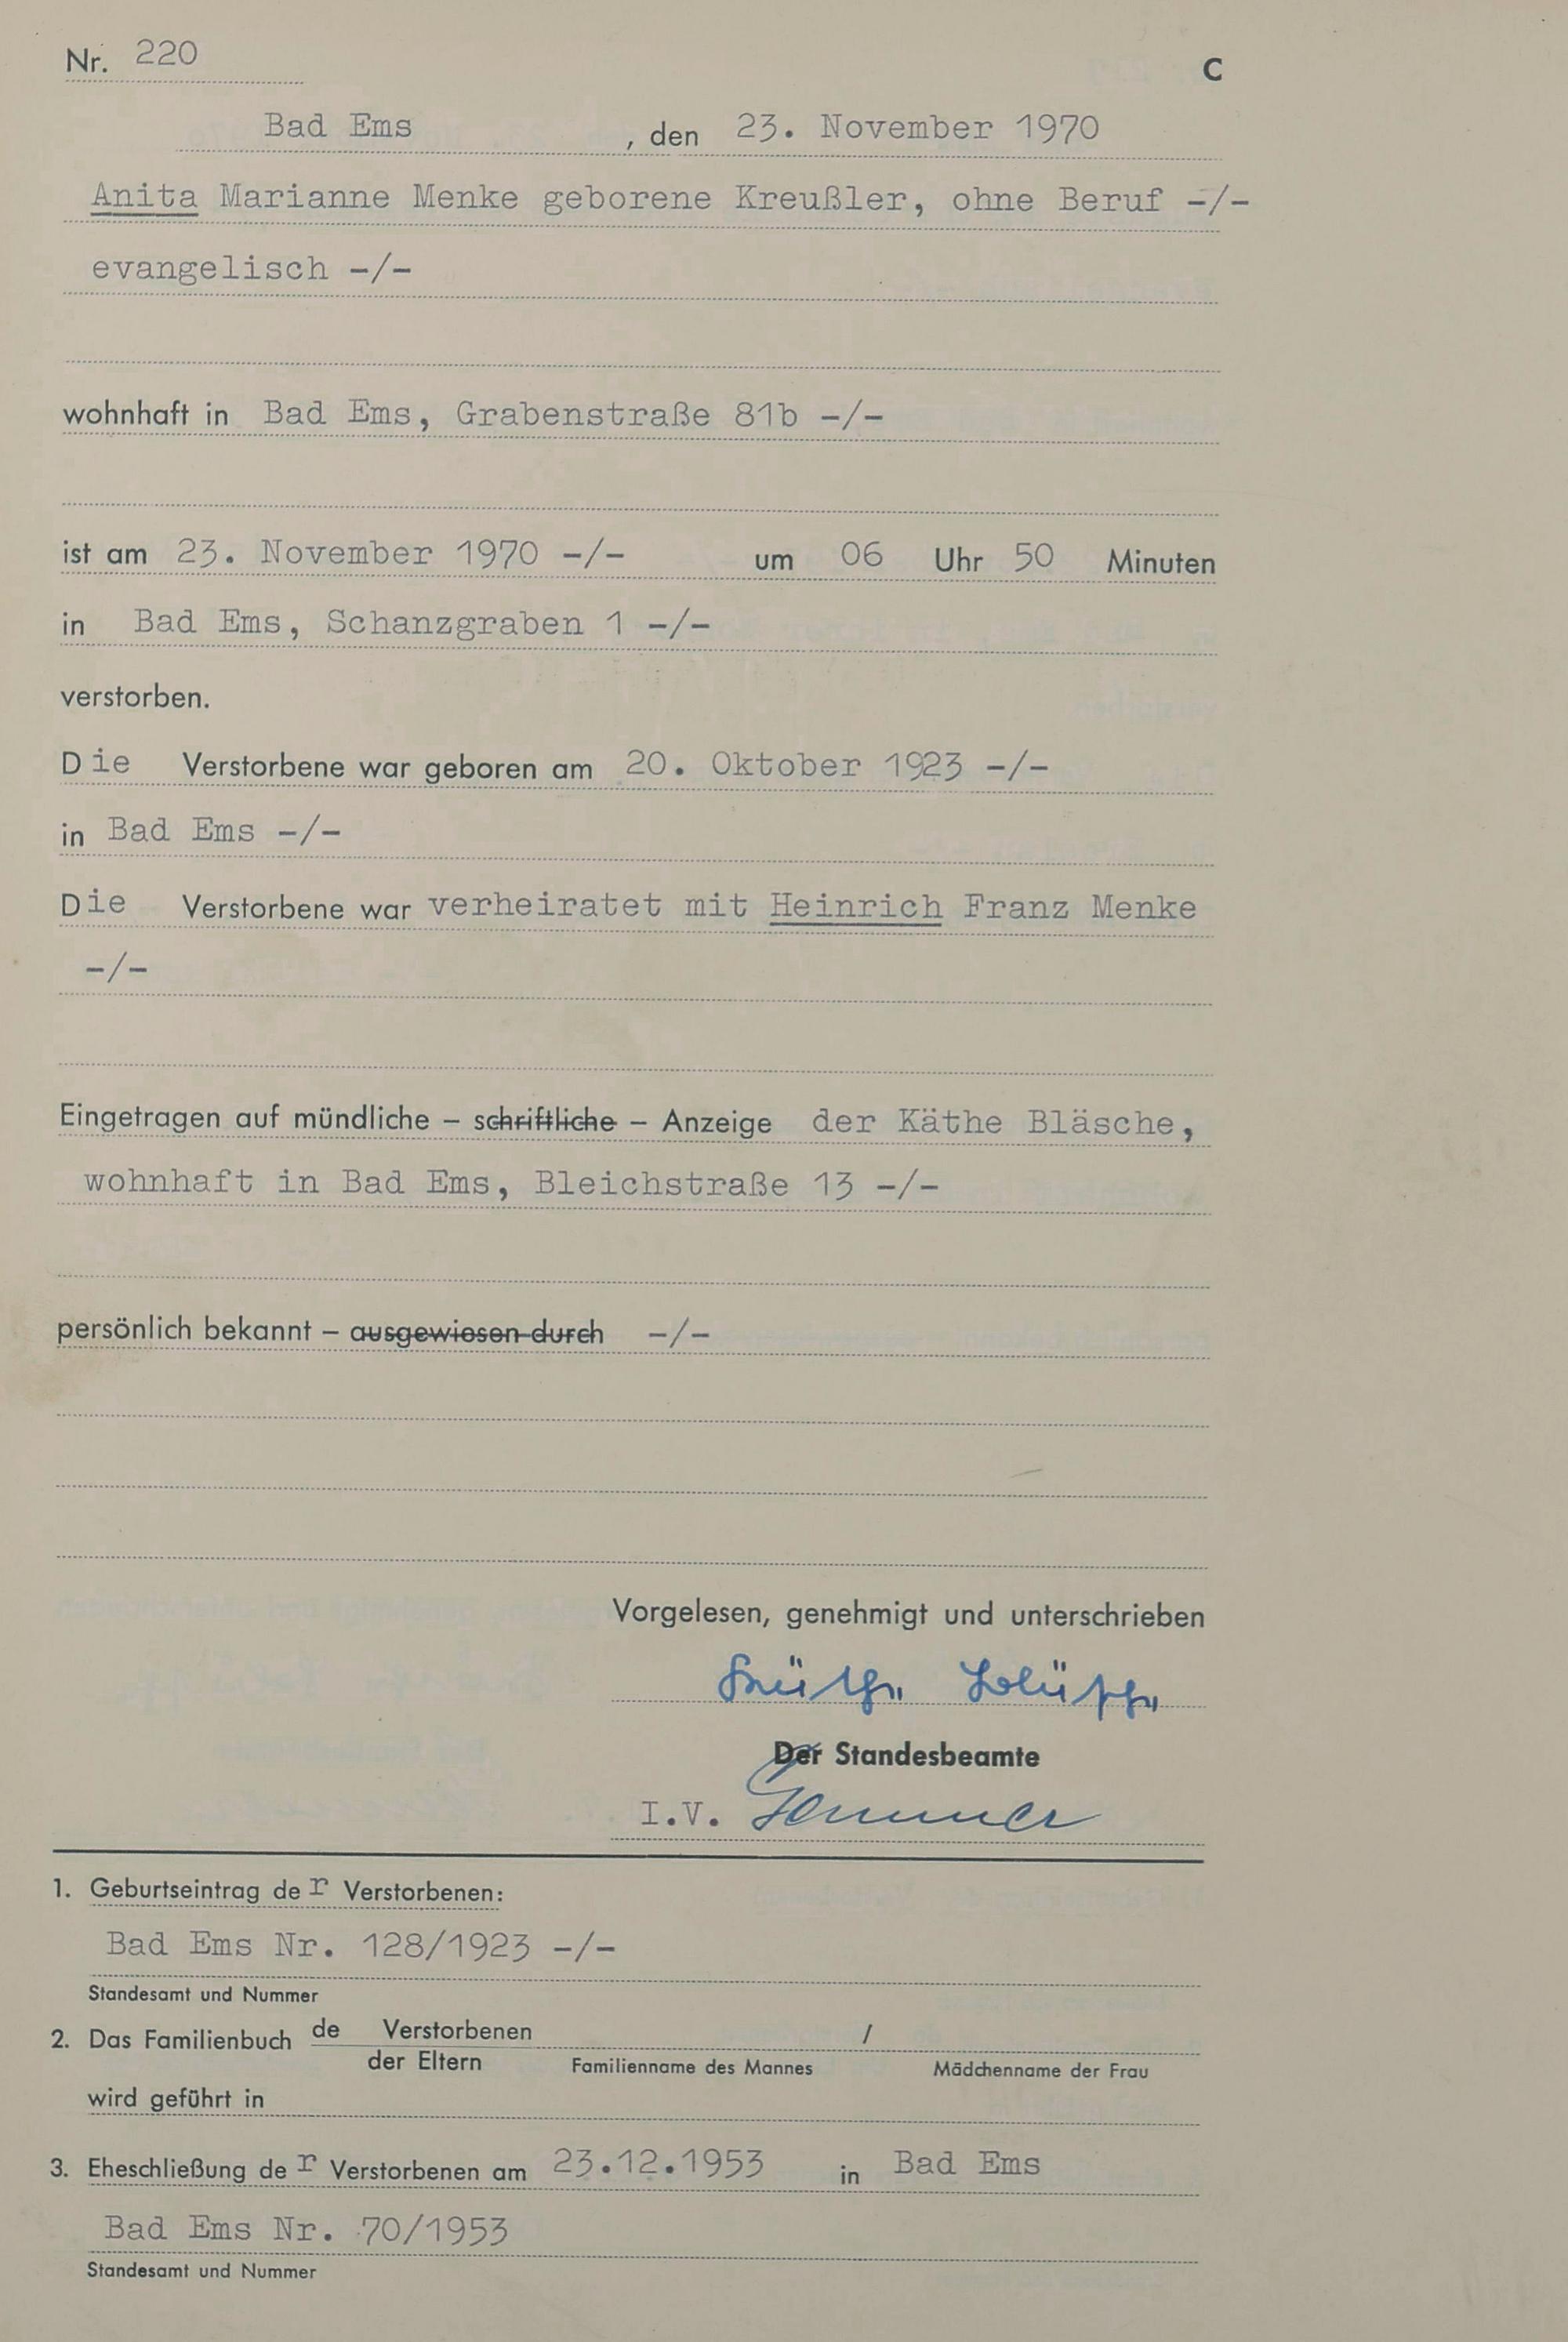 Nr. 220
C
Bad Ems , den 23. November 1970
Anita Marianne Menke geborene Kreußler, ohne Beruf -/-
evangelisch -/-
wohnhaft in Bad Ems, Grabenstraße 81b -/-
ist am 23. November 1970 -/- um 06 Uhr 50 Minuten
in Bad Ems, Schanzgraben 1 -/-
verstorben.
Die Verstorbene war geboren am 20. Oktober 1923 -/-
in Bad Ems -/-
Die Verstorbene war verheiratet mit Heinrich Franz Menke
-/-
Eingetragen auf mündliche – schriftliche – Anzeige der Käthe Bläsche,
wohnhaft in Bad Ems, Bleichstraße 13 -/-
persönlich bekannt – ausgewiesen durch -/-
Vorgelesen, genehmigt und unterschrieben
Käthe Bläsche
Der Standesbeamte
I.V.
1. Geburtseintrag der Verstorbenen:
Bad Ems Nr. 128/1923 -/-
Standesamt und Nummer
2. Das Familienbuch de Verstorbenen /
der Eltern Familienname des Mannes Mädchenname der Frau
wird geführt in
3. Eheschließung der Verstorbenen am 23.12.1953 in Bad Ems
Bad Ems Nr. 70/1953
Standesamt und Nummer